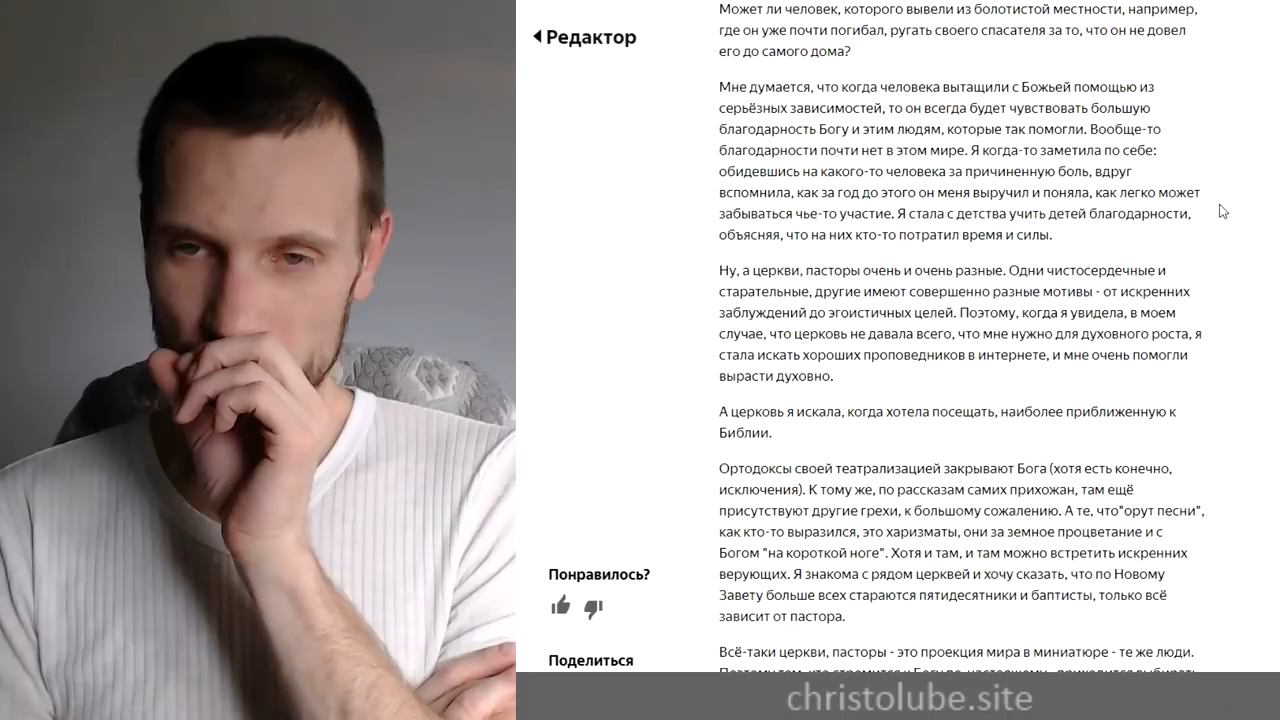 Редактор
Может ли человек, которого вывели из болотистой местности, например,
где он уже почти погибал, ругать своего спасателя за то, что он не довел
его до самого дома?
Мне думается, что когда человека вытащили с Божьей помощью из
серьёзных зависимостей, то он всегда будет чувствовать большую
благодарность Богу и этим людям, которые так помогли. Вообще-то
благодарности почти нет в этом мире. Я когда-то заметила по себе:
обидевшись на какого-то человека за причиненную боль, вдруг
вспомнила, как за год до этого он меня выручил и поняла, как легко может
забываться чье-то участие. Я стала с детства учить детей благодарности,
объясняя, что на них кто-то потратил время и силы.
Ну, а церкви, пасторы очень и очень разные. Одни чистосердечные и
старательные, другие имеют совершенно разные мотивы - от искренних
заблуждений до эгоистичных целей. Поэтому, когда я увидела, в моем
случае, что церковь не давала всего, что мне нужно для духовного роста, я
стала искать хороших проповедников в интернете, и мне очень помогли
вырасти духовно.
А церковь я искала, когда хотела посещать, наиболее приближенную к
Библии.
Ортодоксы своей театрализацией закрывают Бога (хотя есть конечно,
исключения). К тому же, по рассказам самих прихожан, там ещё
присутствуют другие грехи, к большому сожалению. А те, что"орут песни",
как кто-то выразился, это харизматы, они за земное процветание и с
Богом "на короткой ноге". Хотя и там, и там можно встретить искренних
верующих. Я знакома с рядом церквей и хочу сказать, что по Новому
Завету больше всех стараются пятидесятники и баптисты, только всё
зависит от пастора.
Всё-таки церкви, пасторы - это проекция мира в миниатюре - те же люди.
Понравилось?
Поделиться
christolube.site